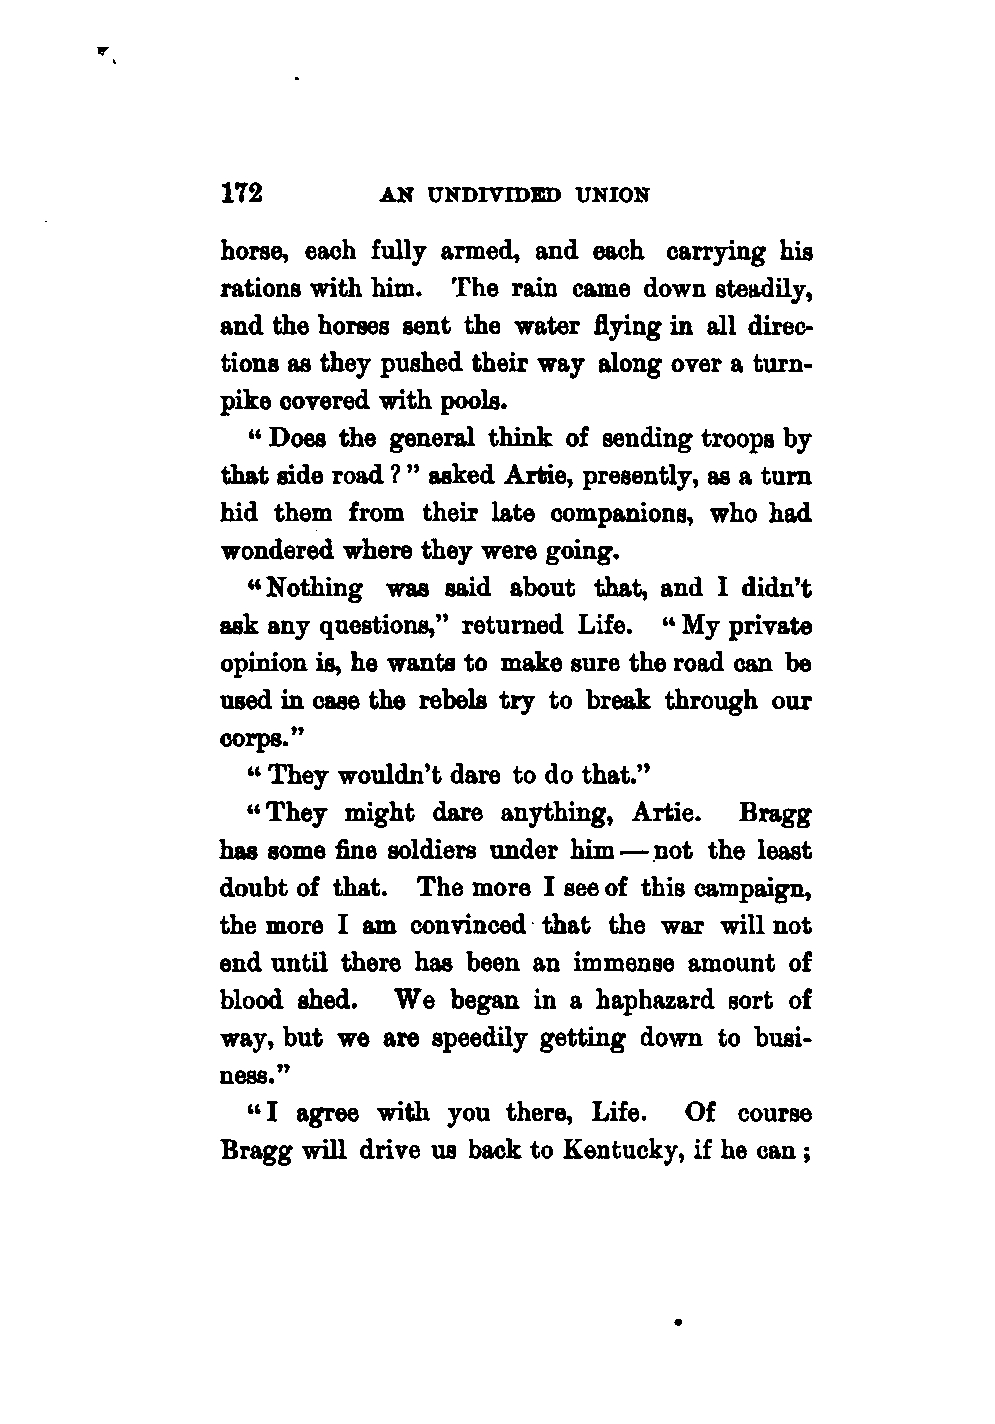 172 AN UNDIVIDED UNION
horse, each fully armed, and each carrying his
rations with him. The rain came down steadily,
and the horses sent the water flying in all direc-
tions as they pushed their way along over a turn-
pike covered with pools.
“Does the general think of sending troops by
that side road?” asked Artie, presently, as a turn
hid them from their late companions, who had
wondered where they were going.
“Nothing was said about that, and I didn’t
ask any questions,” returned Life. “My private
opinion is, he wants to make sure the road can be
used in case the rebels try to break through our
corps.”
“They wouldn’t dare to do that.”
“They might dare anything, Artie. Bragg
has some fine soldiers under him — not the least
doubt of that. The more I see of this campaign,
the more I am convinced that the war will not
end until there has been an immense amount of
blood shed. We began in a haphazard sort of
way, but we are speedily getting down to busi-
ness.”
“I agree with you there, Life. Of course
Bragg will drive us back to Kentucky, if he can;